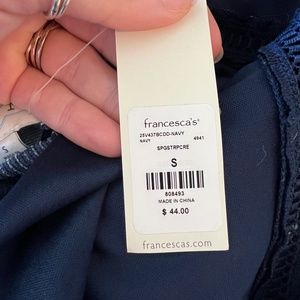 francesca's®
25V437BCDD-NAVY
NAVY 4941
SPGSTRPCRE
S
808493
MADE IN CHINA
$ 44.00
francescas.com